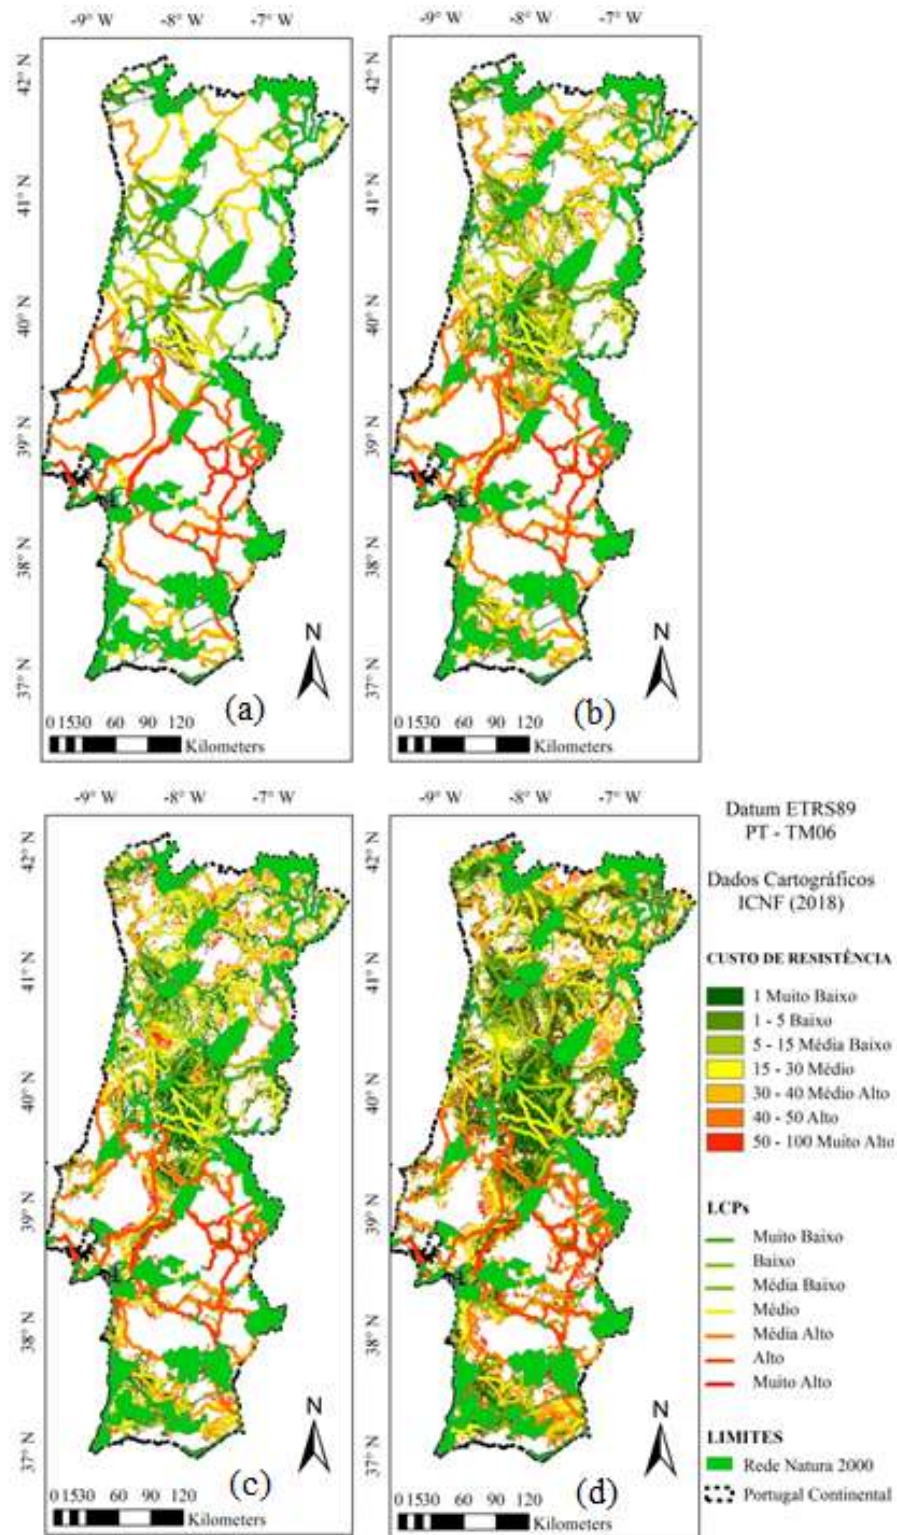 -9° W -8° W -7° W
-9° W -8° W -7° W
42° N
41° N
40° N
39° N
38° N
37° N
42° N
41° N
40° N
39° N
38° N
37° N
N
(a)
0 1530 60 90 120
Kilometers
N
(b)
0 1530 60 90 120
Kilometers
-9° W -8° W -7° W
-9° W -8° W -7° W
42° N
41° N
40° N
39° N
38° N
37° N
42° N
41° N
40° N
39° N
38° N
37° N
N
(c)
0 1530 60 90 120
Kilometers
N
(d)
0 1530 60 90 120
Kilometers
Datum ETRS89
PT - TM06
Dados Cartográficos
ICNF (2018)
CUSTO DE RESISTÊNCIA
1 Muito Baixo
1 - 5 Baixo
5 - 15 Média Baixo
15 - 30 Médio
30 - 40 Médio Alto
40 - 50 Alto
50 - 100 Muito Alto
LCPs
Muito Baixo
Baixo
Média Baixo
Médio
Média Alto
Alto
Muito Alto
LIMITES
Rede Natura 2000
Portugal Continental